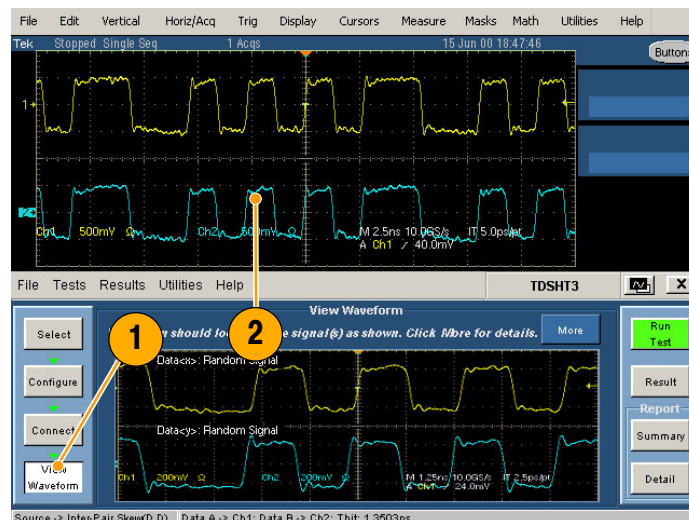 File Edit Vertical Horiz/Acq Trig Display Cursors Measure Masks Math Utilities Help
Tek Stopped Single Seq 1 Acqs 15 Jun 00 18:47:46
Button
1
2
Ch1 500mV Ω Ch2 500mV Ω M 2.5ns 10.0GS/s IT 5.0ps/pt
A Ch1 40.0mV
File Tests Results Utilities Help TDSHT3 X
View Waveform
should signal(s) as shown. Click More for details. More
1
2
Select
Configure
Connect
View
Waveform
Data<x>: Random Signal
Data<y>: Random Signal
Ch1 200mV Ω Ch2 200mV Ω M 1.25ns 10.0GS/s IT 2.5ps/pt
A Ch1 24.0mV
Run
Test
Result
Report
Summary
Detail
Source -> Inter-Pair Skew(D,D) Data A -> Ch1: Data B -> Ch2: Tbit: 1.3503ns